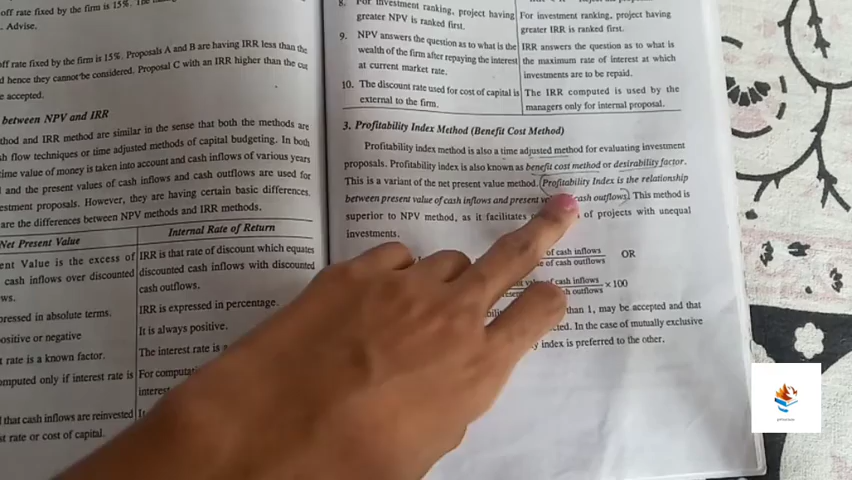 off rate fixed by the firm is 15%.
. Advise.
off rate fixed by the firm is 15%. Proposals A and B are having IRR less than the
d hence they cannot be considered. Proposal C with an IRR higher than the cut
e accepted.
between NPV and IRR
thod and IRR method are similar in the sense that both the methods are
sh flow techniques or time adjusted methods of capital budgeting. In both
time value of money is taken into account and cash inflows of various years
l and the present values of cash inflows and cash outflows are used for
estment proposals. However, they are having certain basic differences.
are the differences between NPV methods and IRR methods.
Net Present Value
Internal Rate of Return
ent Value is the excess of
cash inflows over discounted
ws.
IRR is that rate of discount which equates
discounted cash inflows with discounted
cash outflows.
pressed in absolute terms.
IRR is expressed in percentage.
ositive or negative
It is always positive.
t rate is a known factor.
The interest rate is
omputed only if interest rate is
For computati
interes
d that cash inflows are reinvested
st rate or cost of capital.
It
8. For investment ranking, project having
greater NPV is ranked first.
For investment ranking, project having
greater IRR is ranked first.
9. NPV answers the question as to what is the
wealth of the firm after repaying the interest
at current market rate.
IRR answers the question as to what is
the maximum rate of interest at which
investments are to be repaid.
10. The discount rate used for cost of capital is
external to the firm.
The IRR computed is used by the
managers only for internal proposal.
3. Profitability Index Method (Benefit Cost Method)
Profitability index method is also a time adjusted method for evaluating investment
proposals. Profitability index is also known as benefit cost method or desirability factor.
This is a variant of the net present value method. Profitability Index is the relationship
between present value of cash inflows and present v cash outflows. This method is
superior to NPV method, as it facilitates of projects with unequal
investments.
of cash inflows
e of cash outflows
OR
of cash inflows
sh outflows × 100
than 1, may be accepted and that
ted. In the case of mutually exclusive
y index is preferred to the other.